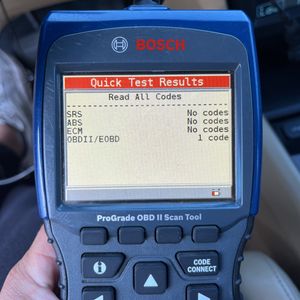 BOSCH
Quick Test Results
Read All Codes
SRS No codes
ABS No codes
ECM No codes
OBDII/EOBD 1 code
ProGrade OBD II Scan Tool
i
CODE
CONNECT